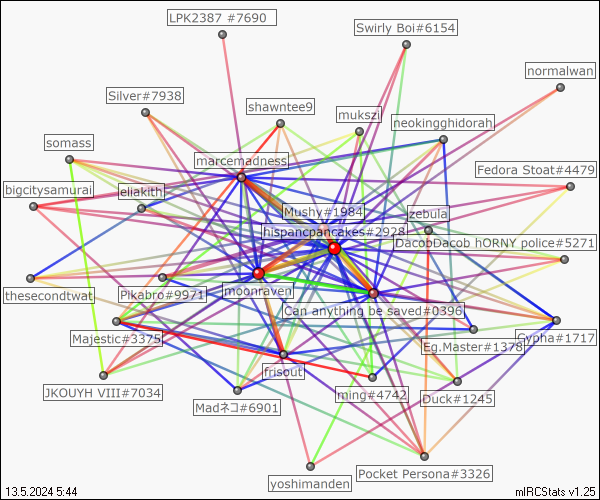 LPK2387 #7690
Swirly Boi#6154
normalwan
Silver#7938
shawntee9
mukszi
neokingghidorah
somass
marcemadness
Fedora Stoat#4479
bigcitysamurai
eliakith
Mushy#1984
zebula
hispancpancakes#2928
DacobDacob hORNY police#5271
thesecondtwat
Pikabro#9971
moonraven
Can anything be saved#0396
Majestic#3375
Eg.Master#1378
Cypha#1717
frisout
JKOUYH VIII#7034
ming#4742
Duck#1245
Madネコ#6901
Pocket Persona#3326
yoshimanden
13.5.2024 5:44
mIRCStats v1.25